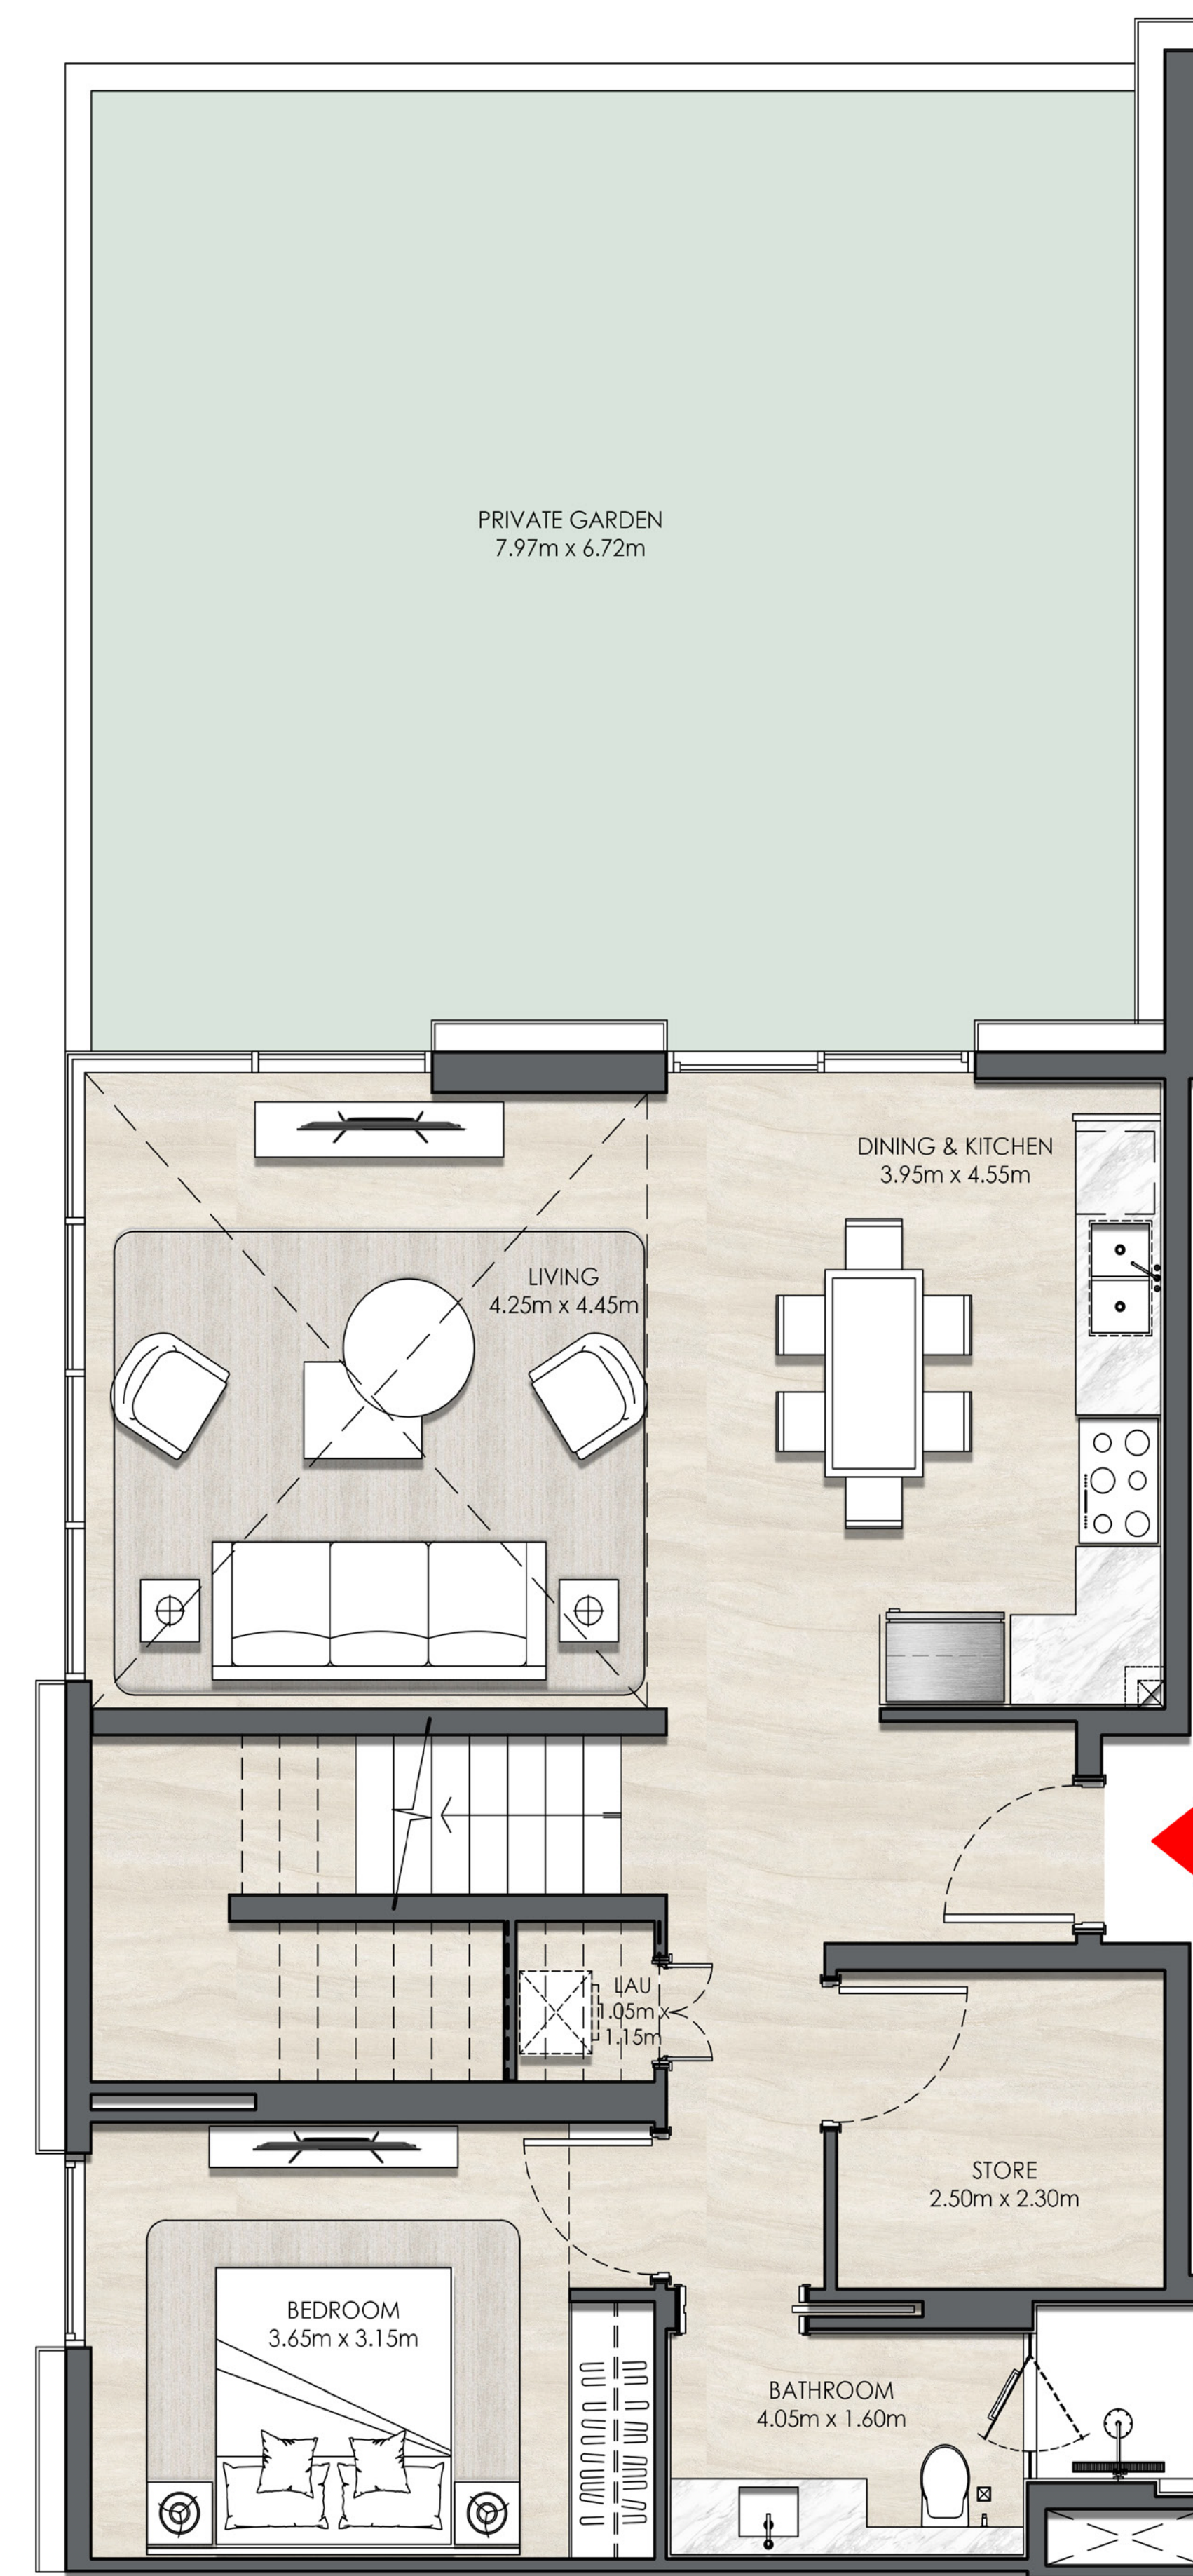 PRIVATE GARDEN
7.97m x 6.72m
DINING & KITCHEN
3.95m x 4.55m
LIVING
4.25m x 4.45m
LAU
1.05m x
1.15m
STORE
2.50m x 2.30m
BEDROOM
3.65m x 3.15m
BATHROOM
4.05m x 1.60m